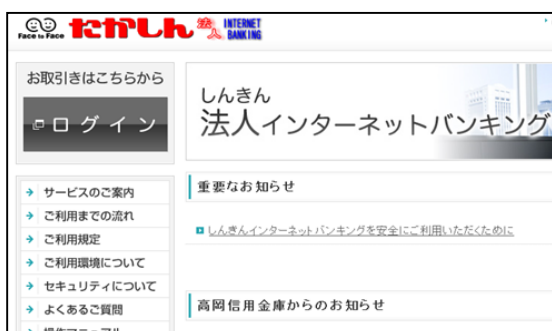 Face to Face たかしん 法人 INTERNET BANKING
お取引きはこちらから
ログイン
しんきん
法人インターネットバンキング
サービスのご案内
ご利用までの流れ
ご利用規定
ご利用環境について
セキュリティについて
よくあるご質問
操作マニュアル
重要なお知らせ
しんきんインターネットバンキングを安全にご利用いただくために
高岡信用金庫からのお知らせ